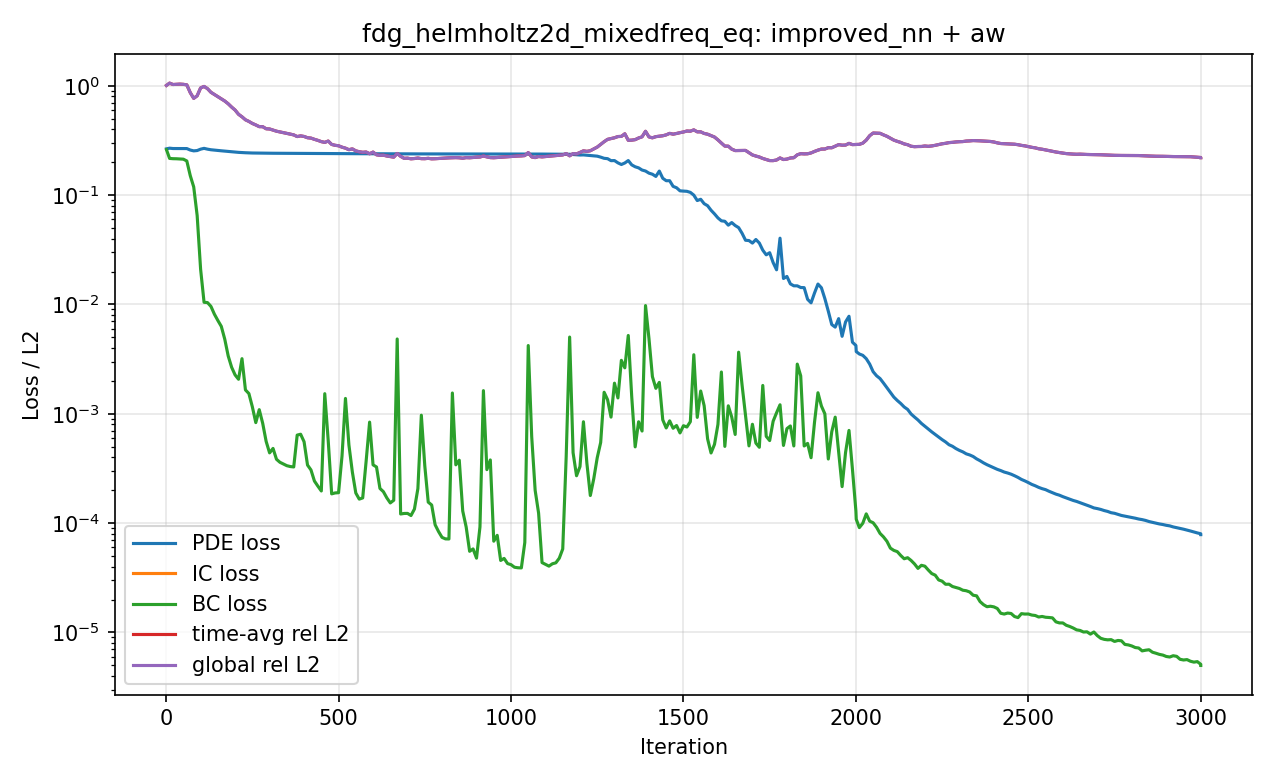 fdg_helmholtz2d_mixedfreq_eq: improved_nn + aw
Loss / L2
10⁰
10⁻¹
10⁻²
10⁻³
10⁻⁴
10⁻⁵
PDE loss
IC loss
BC loss
time-avg rel L2
global rel L2
0 500 1000 1500 2000 2500 3000
Iteration